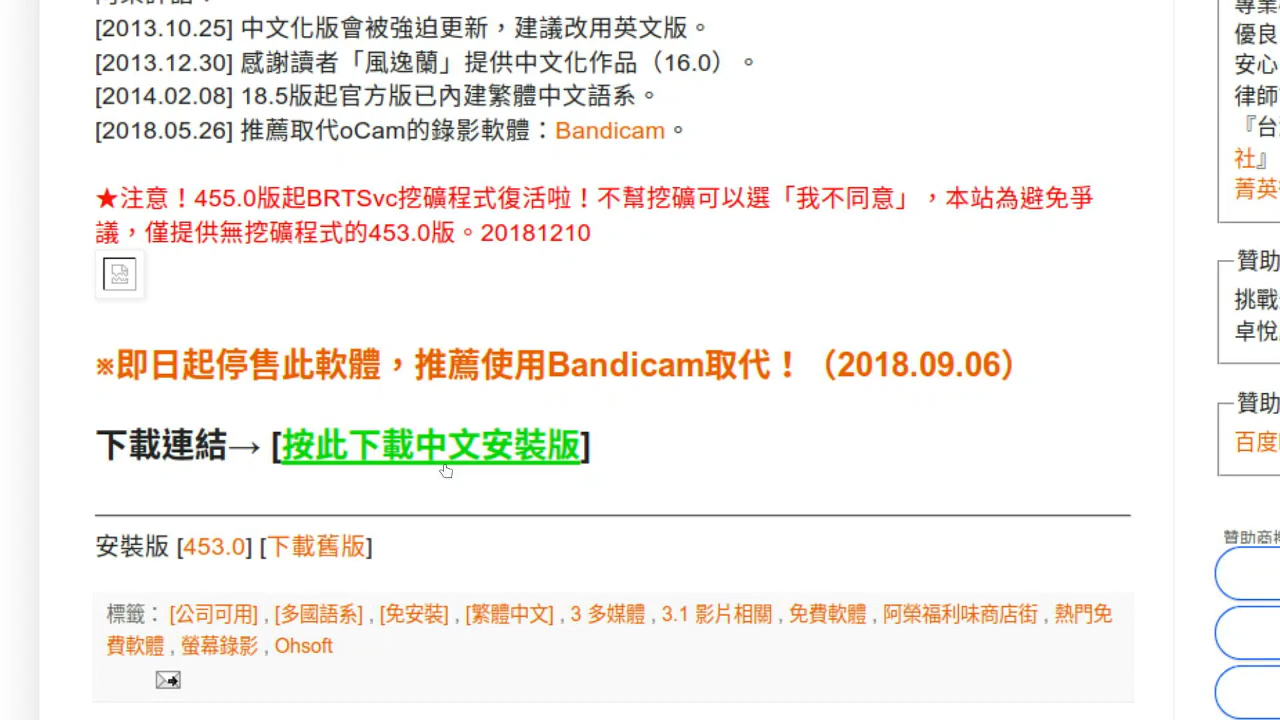 [2013.10.25] 中文化版會被強迫更新，建議改用英文版。
[2013.12.30] 感謝讀者「風逸蘭」提供中文化作品（16.0）。
[2014.02.08] 18.5版起官方版已內建繁體中文語系。
[2018.05.26] 推薦取代oCam的錄影軟體：Bandicam。
★注意！455.0版起BRTSvc挖礦程式復活啦！不幫挖礦可以選「我不同意」，本站為避免爭
議，僅提供無挖礦程式的453.0版。20181210
※即日起停售此軟體，推薦使用Bandicam取代！（2018.09.06）
下載連結→ [按此下載中文安裝版]
安裝版 [453.0] [下載舊版]
標籤： [公司可用] , [多國語系] , [免安裝] , [繁體中文] , 3 多媒體 , 3.1 影片相關 , 免費軟體 , 阿榮福利味商店街 , 熱門免
費軟體 , 螢幕錄影 , Ohsoft
專業
優良
安心
律師
『台
社』
菁英
贊助
挑戰
卓悅
贊助
百度
贊助商